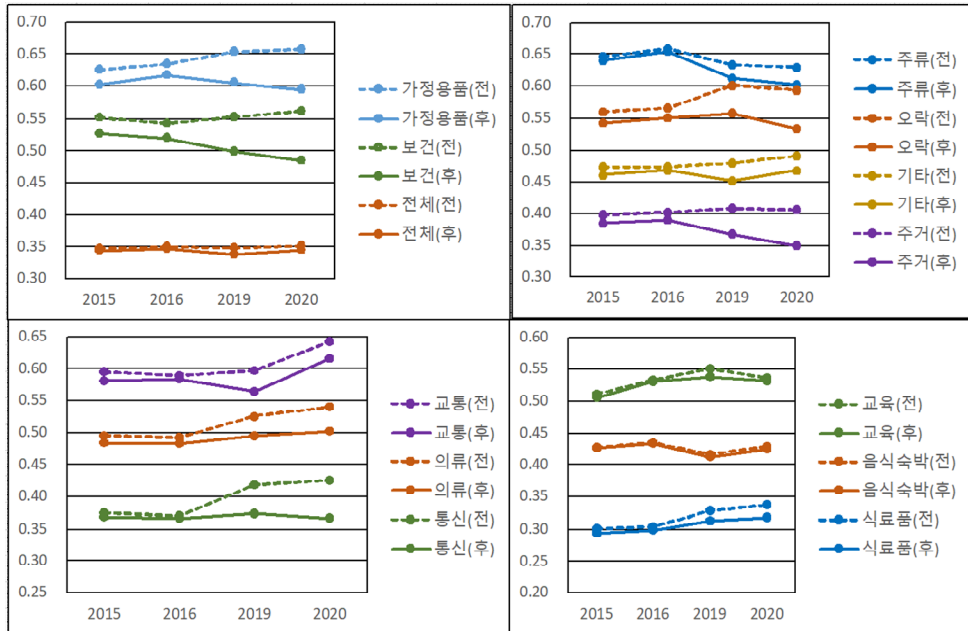 0.70
0.65
0.60
0.55
0.50
0.45
0.40
0.35
0.30
2015 2016 2019 2020
가정용품(전)
가정용품(후)
보건(전)
보건(후)
전체(전)
전체(후)
0.70
0.65
0.60
0.55
0.50
0.45
0.40
0.35
0.30
2015 2016 2019 2020
주류(전)
주류(후)
오락(전)
오락(후)
기타(전)
기타(후)
주거(전)
주거(후)
0.65
0.60
0.55
0.50
0.45
0.40
0.35
0.30
0.25
2015 2016 2019 2020
교통(전)
교통(후)
의류(전)
의류(후)
통신(전)
통신(후)
0.60
0.55
0.50
0.45
0.40
0.35
0.30
0.25
0.20
2015 2016 2019 2020
교육(전)
교육(후)
음식숙박(전)
음식숙박(후)
식료품(전)
식료품(후)